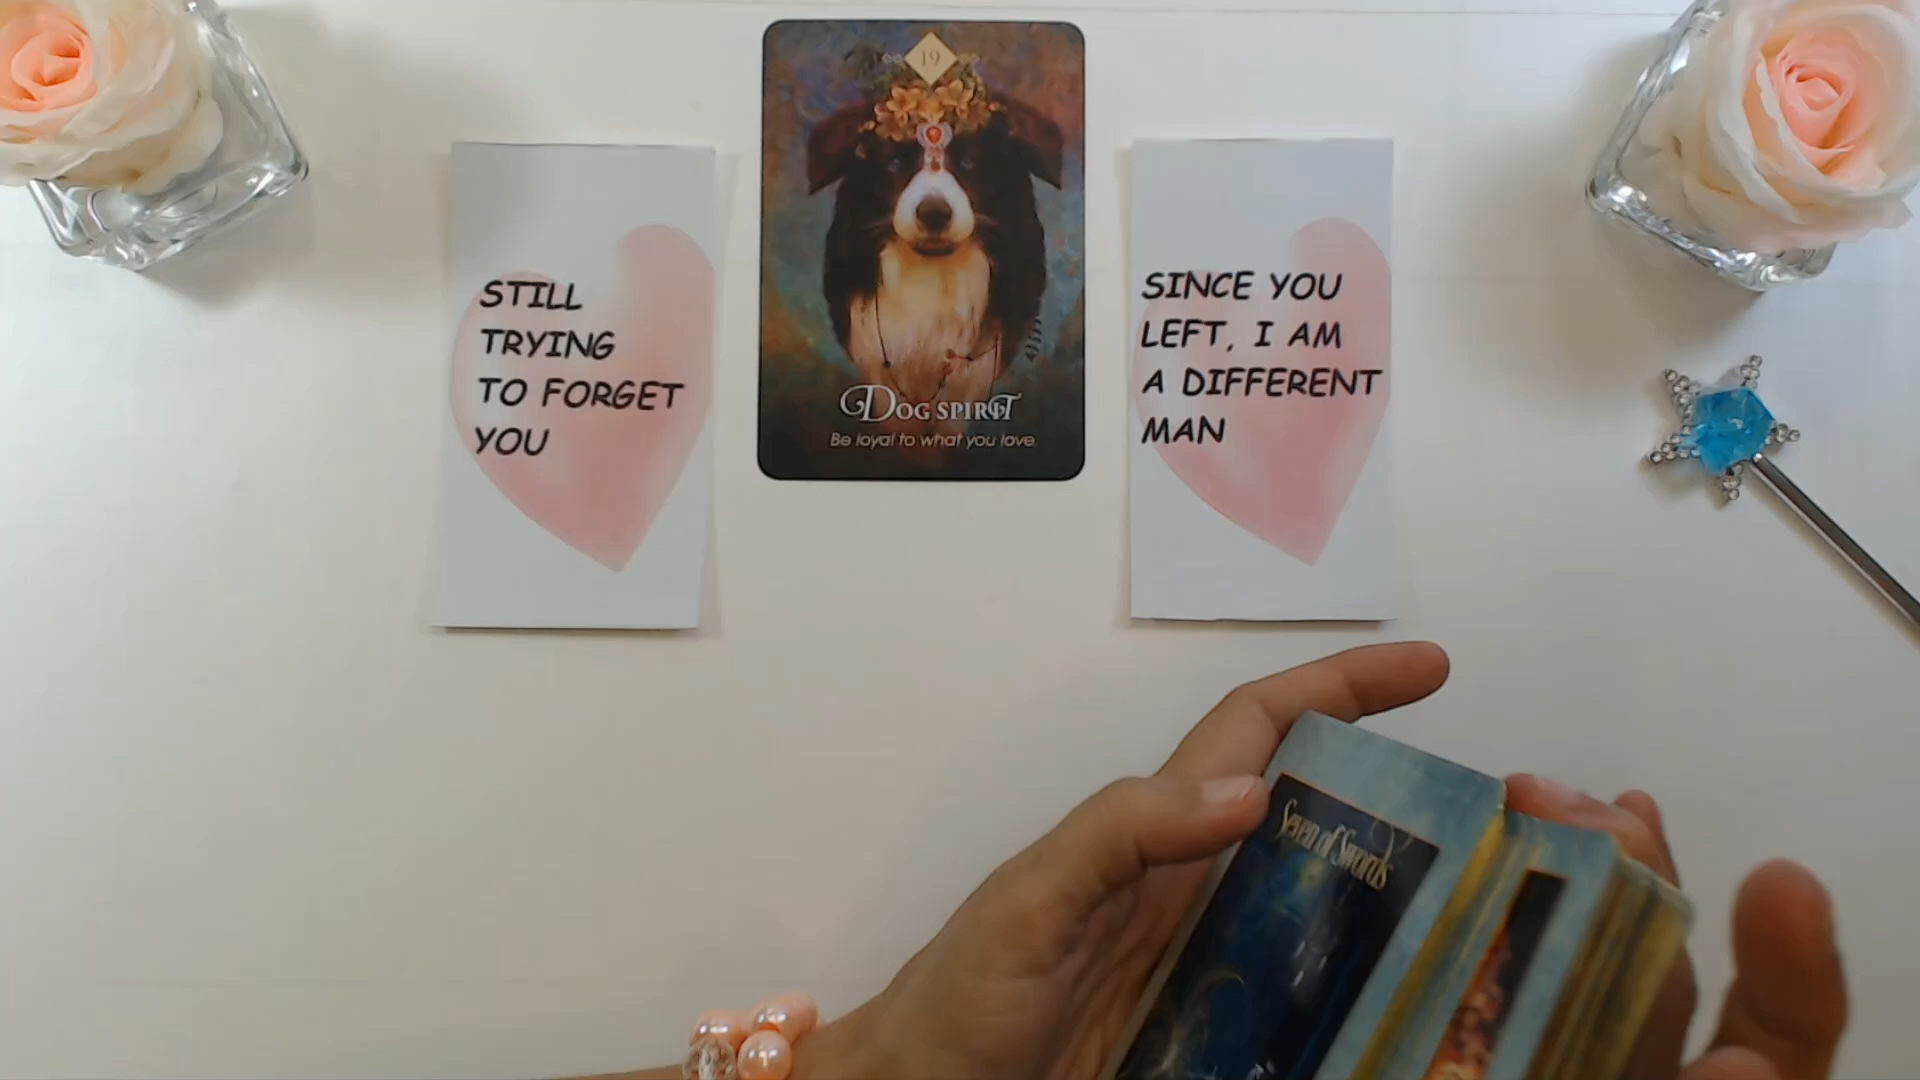 STILL
TRYING
TO FORGET
YOU
19
DOG SPIRIT
Be loyal to what you love.
SINCE YOU
LEFT, I AM
A DIFFERENT
MAN
Seven of Swords